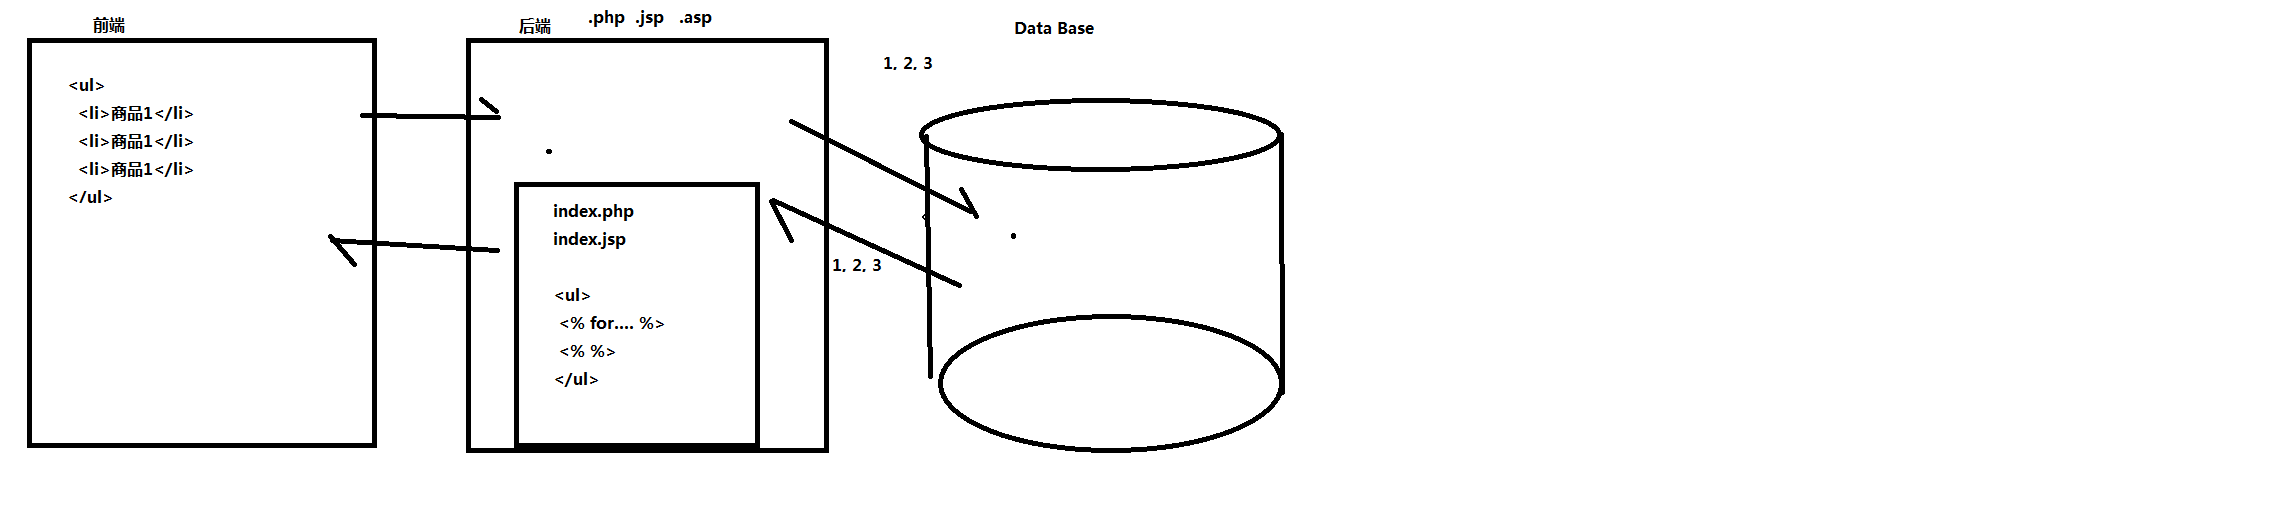 前端
<ul>
<li>商品1</li>
<li>商品1</li>
<li>商品1</li>
</ul>
后端 .php .jsp .asp
index.php
index.jsp
<ul>
<% for.... %>
<% %>
</ul>
Data Base
1, 2, 3
1, 2, 3